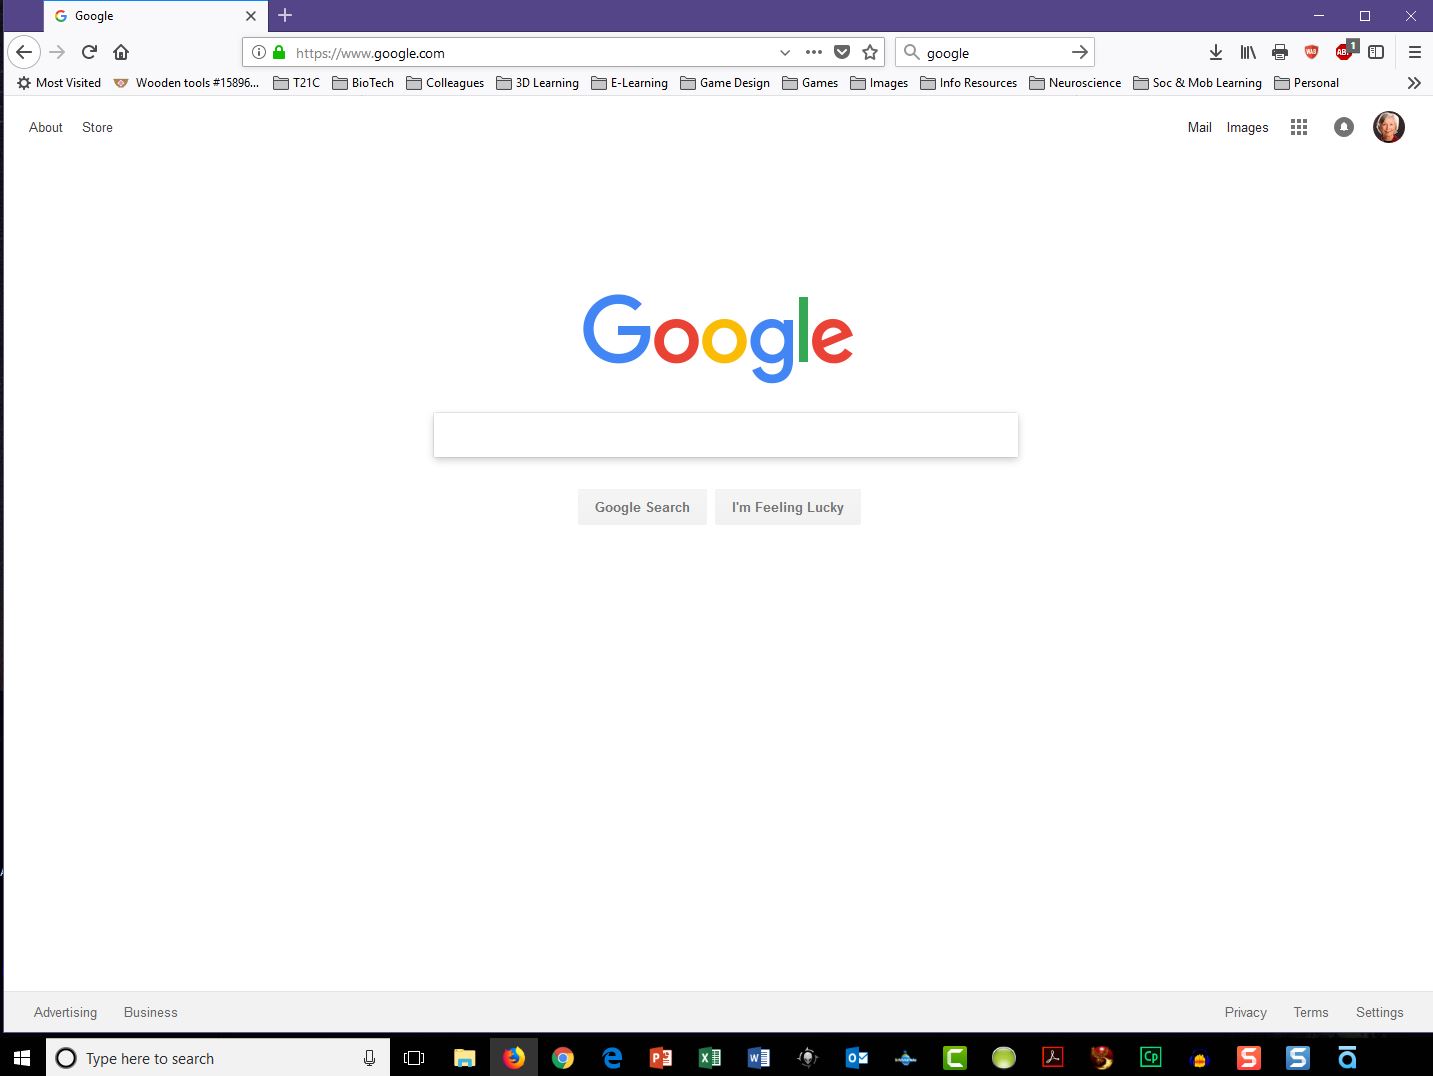 Google
https://www.google.com
google
1
Most Visited Wooden tools #15896... T21C BioTech Colleagues 3D Learning E-Learning Game Design Games Images Info Resources Neuroscience Soc & Mob Learning Personal
About Store Mail Images
Google
Google Search I'm Feeling Lucky
Advertising Business Privacy Terms Settings
Type here to search